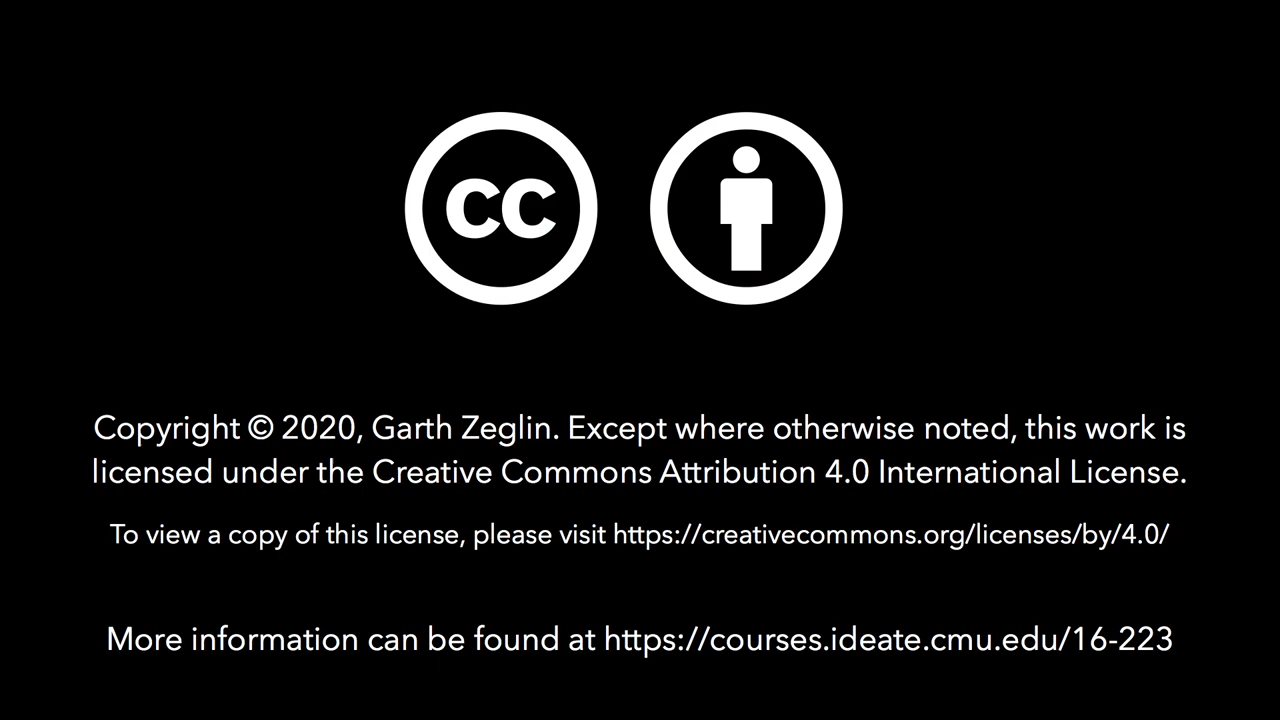 cc
Copyright © 2020, Garth Zeglin. Except where otherwise noted, this work is
licensed under the Creative Commons Attribution 4.0 International License.
To view a copy of this license, please visit https://creativecommons.org/licenses/by/4.0/
More information can be found at https://courses.ideate.cmu.edu/16-223